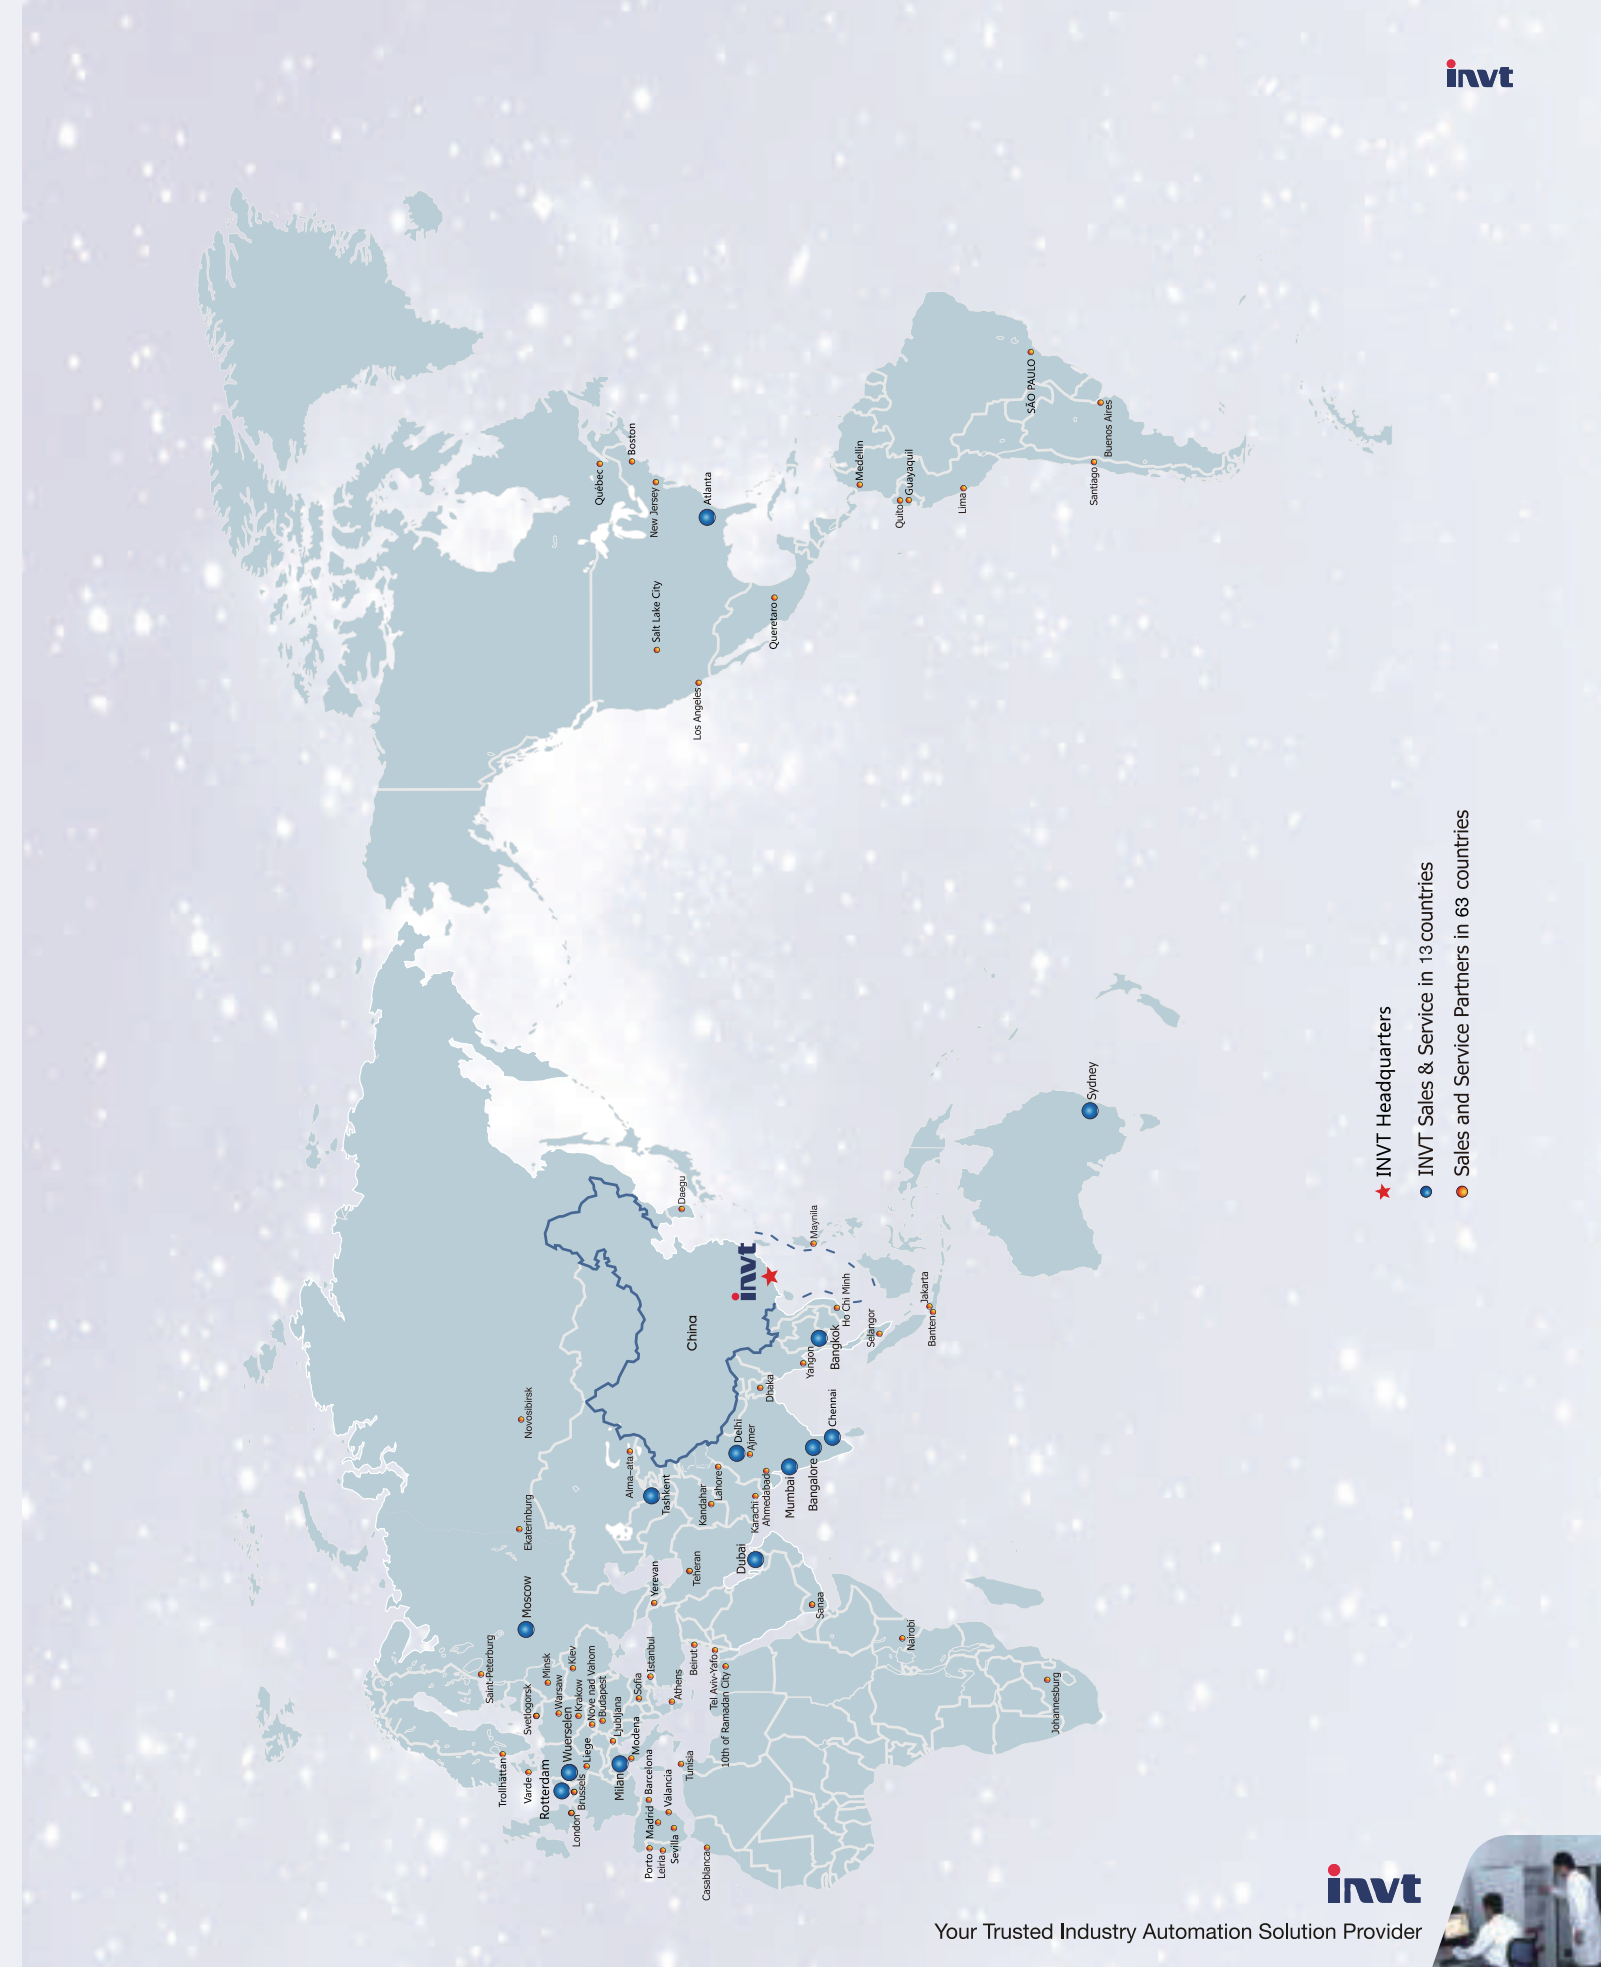 invt
Québec
Boston
New Jersey
Atlanta
Salt Lake City
Los Angeles
Queretaro
Medellin
Quito
Guayaquil
Lima
SÃO PAULO
Buenos Aires
Santiago
Sydney
Daegu
invt
Maynila
China
Ho Chi Minh
Jakarta
Banten
Selangor
Bangkok
Yangon
Dhaka
Chennai
Delhi
Ajmer
Bangalore
Mumbai
Ahmedabad
Karachi
Lahore
Kandahar
Alma-ata
Tashkent
Novosibirsk
Ekaterinburg
Moscow
Dubai
Teheran
Yerevan
Sanaa
Nairobi
Johannesburg
Saint-Peterburg
Minsk
Kiev
Svetlogorsk
Warsaw
Krakow
Nove nad Vahom
Budapest
Ljubljana
Sofia
Istanbul
Athens
Beirut
Tel Aviv-Yafo
10th of Ramadan City
Trollhättan
Varde
Rotterdam
Wuerselen
Liege
Brussels
London
Milan
Modena
Barcelona
Madrid
Valancia
Tunisia
Porto
Leiria
Sevilla
Casablanca
INVT Headquarters
INVT Sales & Service in 13 countries
Sales and Service Partners in 63 countries
invt
Your Trusted Industry Automation Solution Provider